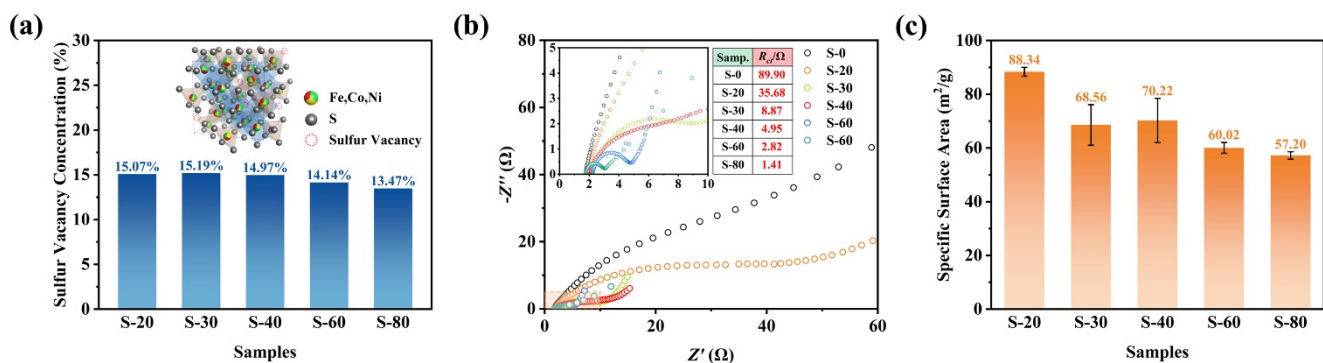 (a)
Sulfur Vacancy Concentration (%)
30
25
20
15
10
5
0
Fe,Co,Ni
S
Sulfur Vacancy
15.07%
15.19%
14.97%
14.14%
13.47%
S-20
S-30
S-40
S-60
S-80
Samples
(b)
-Z'' (Ω)
-80
-60
40
20
0
0
20
40
60
Z' (Ω)
5
4
3
2
1
0
0
2
4
6
8
10
Samp. Rct/Ω
S-0 89.90
S-20 35.68
S-30 8.87
S-40 4.95
S-60 2.82
S-80 1.41
S-0
S-20
S-30
S-40
S-60
S-60
(c)
Specific Surface Area (m²/g)
100
80
60
40
20
0
88.34
68.56
70.22
60.02
57.20
S-20
S-30
S-40
S-60
S-80
Samples